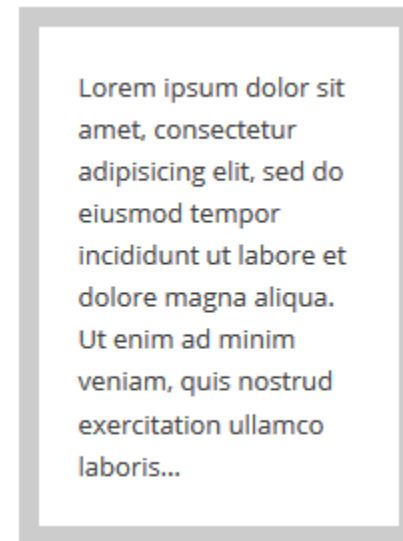 Lorem ipsum dolor sit
amet, consectetur
adipisicing elit, sed do
eiusmod tempor
incididunt ut labore et
dolore magna aliqua.
Ut enim ad minim
veniam, quis nostrud
exercitation ullamco
laboris...